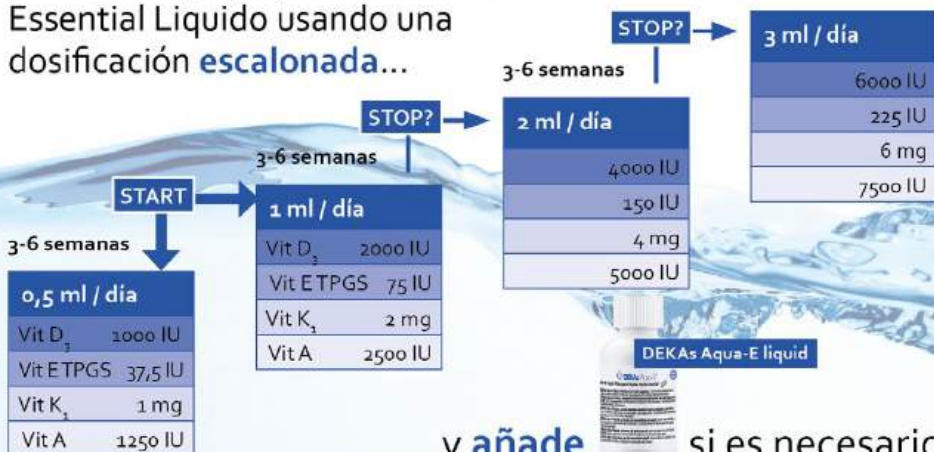 Essential Liquido usando una
dosificación escalonada...
STOP?
3 ml / día
6000 IU
225 IU
6 mg
7500 IU
3-6 semanas
STOP?
2 ml / día
4000 IU
150 IU
4 mg
5000 IU
3-6 semanas
START
1 ml / día
Vit D3 2000 IU
Vit E TPGS 75 IU
Vit K1 2 mg
Vit A 2500 IU
3-6 semanas
0,5 ml / día
Vit D3 1000 IU
Vit E TPGS 37,5 IU
Vit K1 1 mg
Vit A 1250 IU
DEKAs Aqua-E liquid
y añade si es necesario